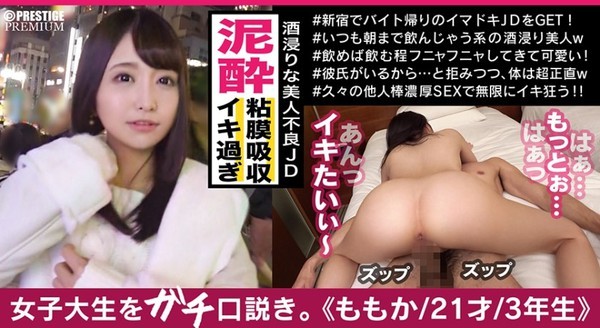 PRESTIGE
PREMIUM
酒浸りな美人不良JD
泥酔
粘膜吸収
イキ過ぎ
#新宿でバイト帰りのイマドキJDをGET！
#いつも朝まで飲んじゃう系の酒浸り美人w
#飲めば飲む程フニャフニャしてきて可愛い！
#彼氏がいるから…と拒みつつ、体は超正直w
#久々の他人棒濃厚SEXで無限にイキ狂う！！
はぁ…
もっとぉ…
はぁっ
あんっ
イキたいぃ〜
ズップ
ズップ
女子大生をガチ口説き。《ももか/21才/3年生》